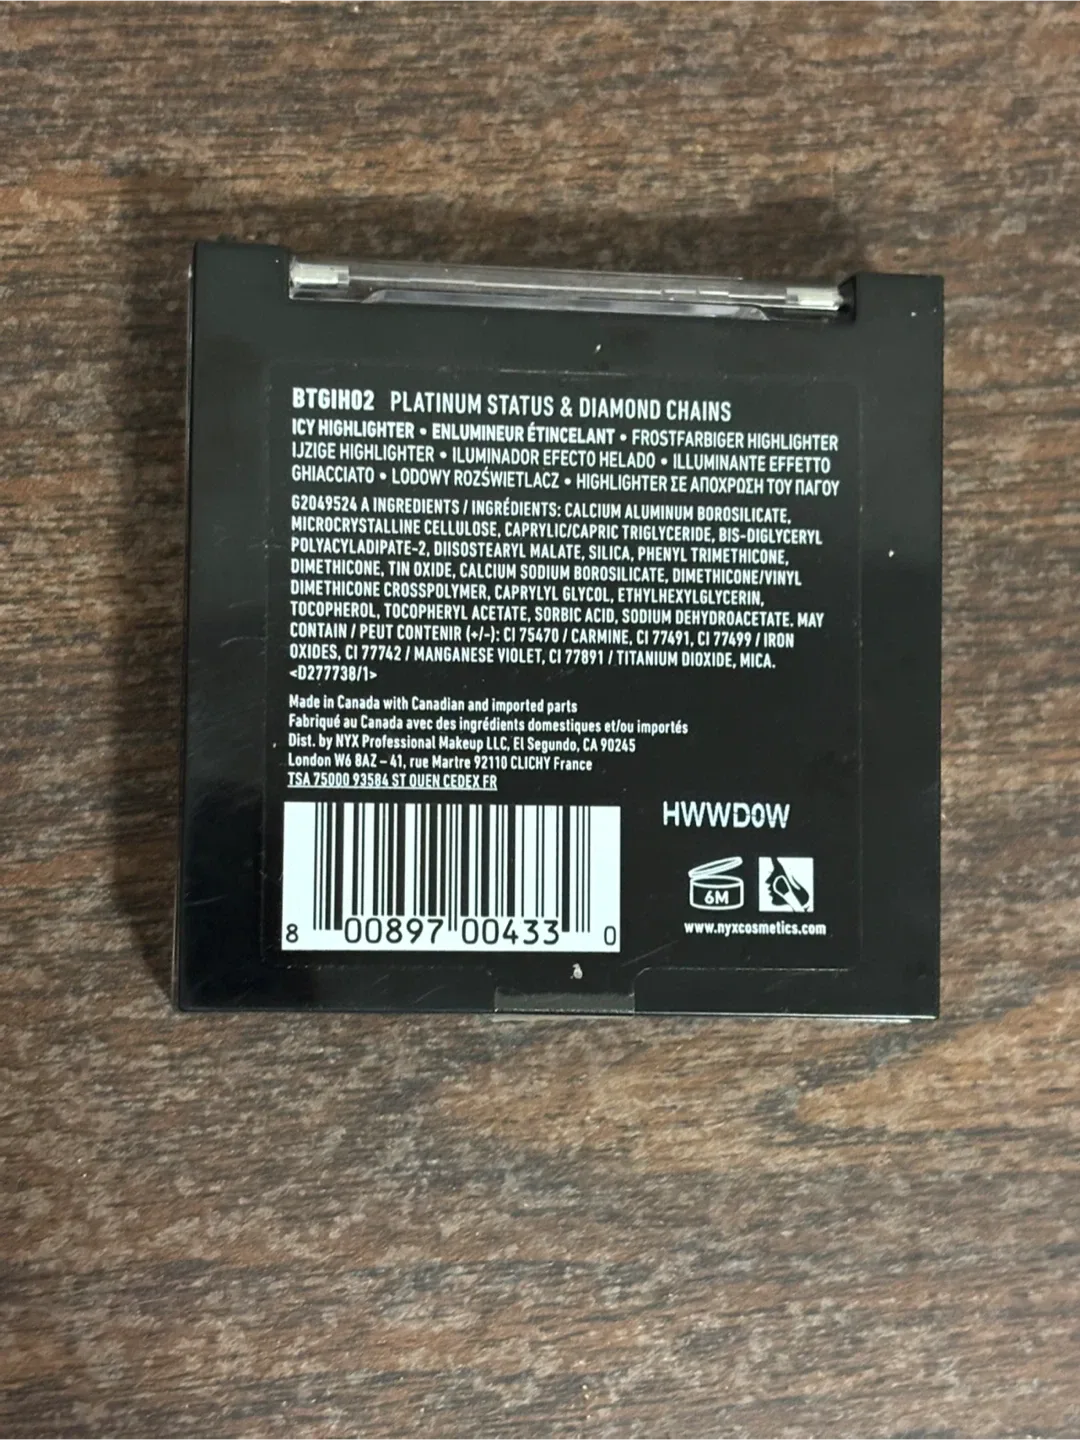 BTGIH02 PLATINUM STATUS & DIAMOND CHAINS
ICY HIGHLIGHTER • ENLUMINEUR ÉTINCELANT • FROSTFARBIGER HIGHLIGHTER
IJZIGE HIGHLIGHTER • ILUMINADOR EFECTO HELADO • ILLUMINANTE EFFETTO
GHIACCIATO • LODOWY ROZŚWIETLACZ • HIGHLIGHTER ΣΕ ΑΠΟΧΡΩΣΗ ΤΟΥ ΠΑΓΟΥ
G2049524 A INGREDIENTS / INGRÉDIENTS: CALCIUM ALUMINUM BOROSILICATE,
MICROCRYSTALLINE CELLULOSE, CAPRYLIC/CAPRIC TRIGLYCERIDE, BIS-DIGLYCERYL
POLYACYLADIPATE-2, DIISOSTEARYL MALATE, SILICA, PHENYL TRIMETHICONE,
DIMETHICONE, TIN OXIDE, CALCIUM SODIUM BOROSILICATE, DIMETHICONE/VINYL
DIMETHICONE CROSSPOLYMER, CAPRYLYL GLYCOL, ETHYLHEXYLGLYCERIN,
TOCOPHEROL, TOCOPHERYL ACETATE, SORBIC ACID, SODIUM DEHYDROACETATE. MAY
CONTAIN / PEUT CONTENIR (+/-): CI 75470 / CARMINE, CI 77491, CI 77499 / IRON
OXIDES, CI 77742 / MANGANESE VIOLET, CI 77891 / TITANIUM DIOXIDE, MICA.
<D277738/1>
Made in Canada with Canadian and imported parts
Fabriqué au Canada avec des ingrédients domestiques et/ou importés
Dist. by NYX Professional Makeup LLC, El Segundo, CA 90245
London W6 8AZ – 41, rue Martre 92110 CLICHY France
TSA 75000 93584 ST OUEN CEDEX FR
HWWD0W
6M
www.nyxcosmetics.com
8 00897 00433 0